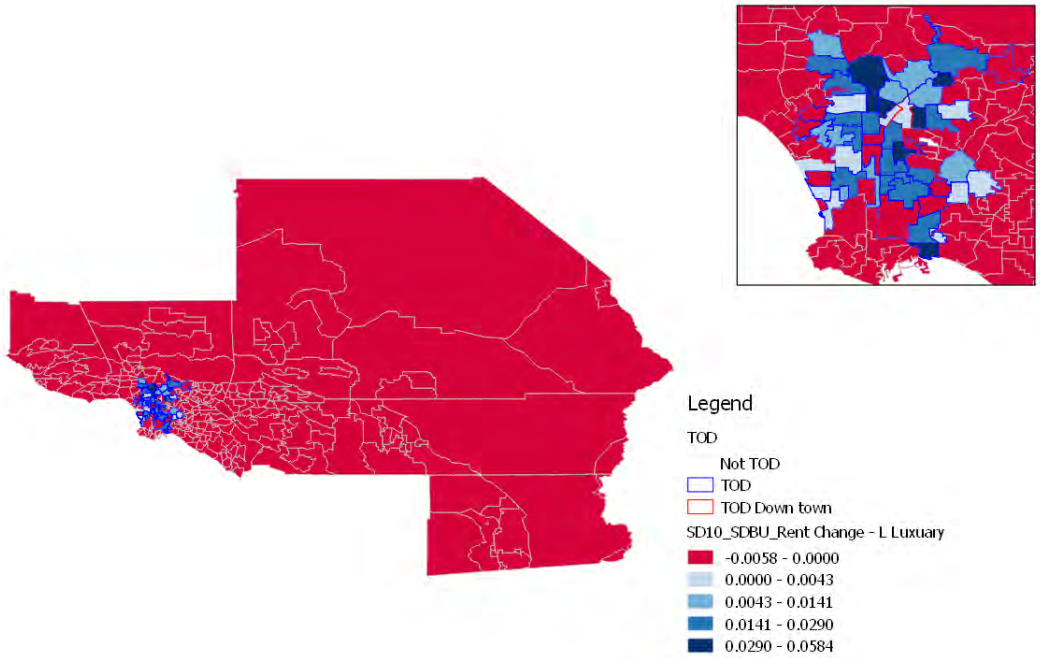 Legend
TOD
Not TOD
TOD
TOD Down town
SD10_SDBU_Rent Change - L Luxuary
-0.0058 - 0.0000
0.0000 - 0.0043
0.0043 - 0.0141
0.0141 - 0.0290
0.0290 - 0.0584